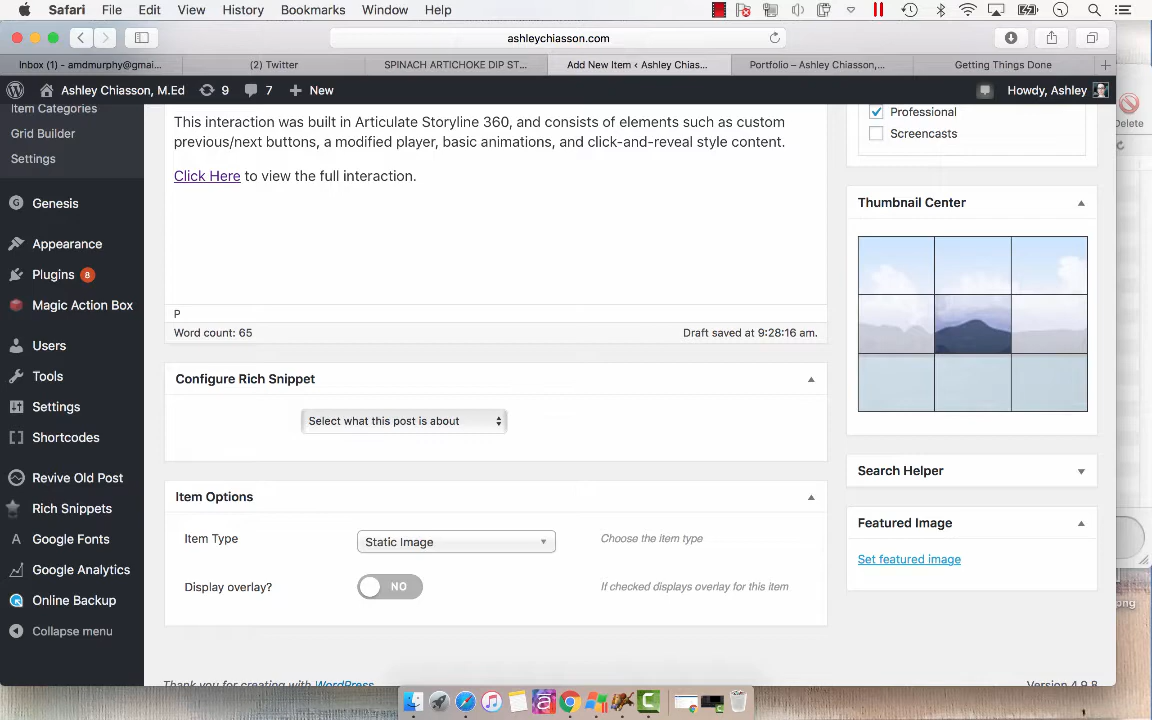 Safari File Edit View History Bookmarks Window Help
ashleychiasson.com
Inbox (1) - amdmurphy@gmai... (2) Twitter SPINACH ARTICHOKE DIP ST... Add New Item ‹ Ashley Chias... Portfolio – Ashley Chiasson,... Getting Things Done
Ashley Chiasson, M.Ed 9 7 New Howdy, Ashley
Item Categories
Grid Builder
Settings
Genesis
Appearance
Plugins 8
Magic Action Box
Users
Tools
Settings
Shortcodes
Revive Old Post
Rich Snippets
Google Fonts
Google Analytics
Online Backup
Collapse menu
This interaction was built in Articulate Storyline 360, and consists of elements such as custom
previous/next buttons, a modified player, basic animations, and click-and-reveal style content.
Click Here to view the full interaction.
P
Word count: 65 Draft saved at 9:28:16 am.
Configure Rich Snippet
Select what this post is about
Item Options
Item Type Static Image Choose the item type
Display overlay? NO If checked displays overlay for this item
Thank you for creating with WordPress Version 4.9.8
Professional
Screencasts
Thumbnail Center
Search Helper
Featured Image
Set featured image
Delete
png